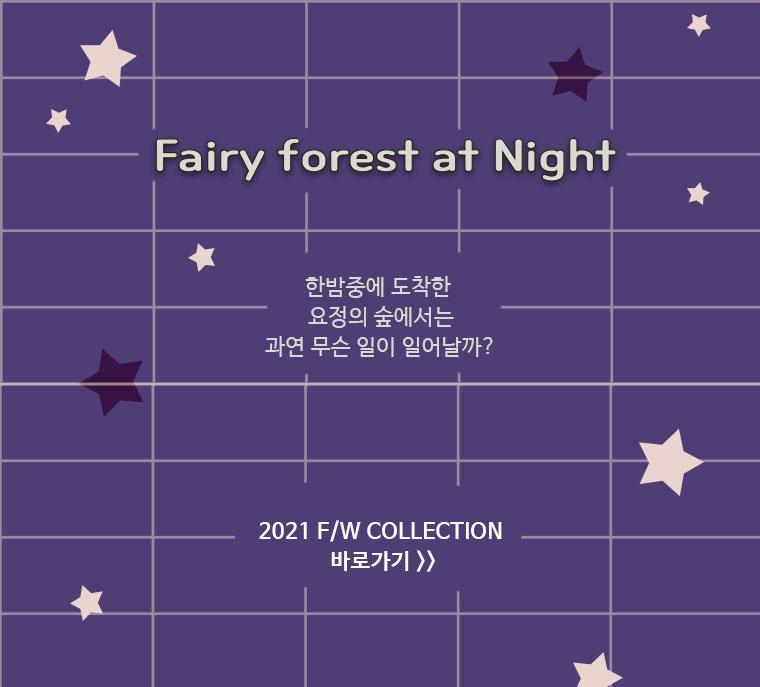 Fairy forest at Night
한밤중에 도착한
요정의 숲에서는
과연 무슨 일이 일어날까?
2021 F/W COLLECTION
바로가기 >>